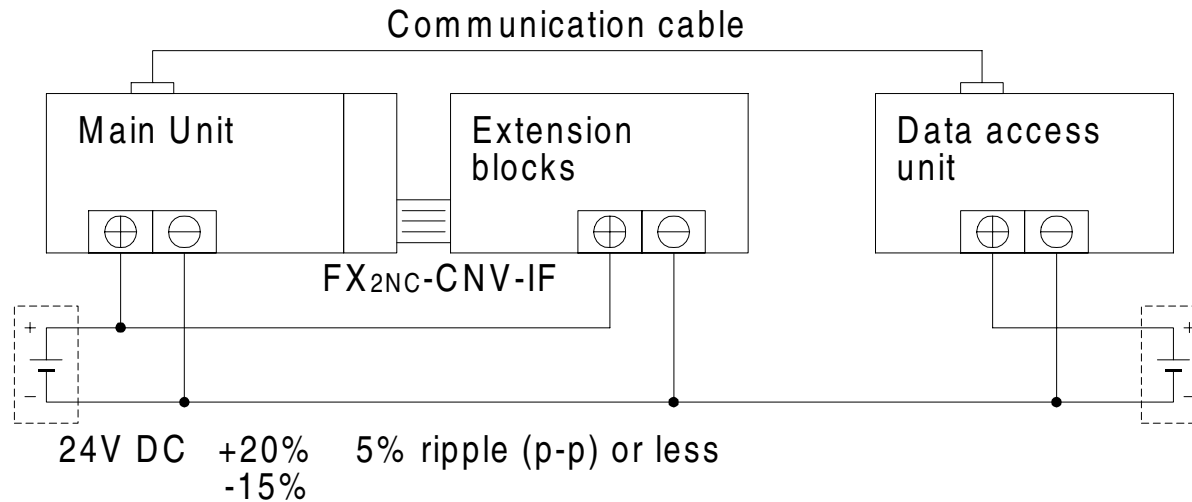 Communication cable
Main Unit
Extension
blocks
Data access
unit
+ −
+ −
+ −
FX2NC-CNV-IF
+
−
+
−
24V DC +20% 5% ripple (p-p) or less
-15%